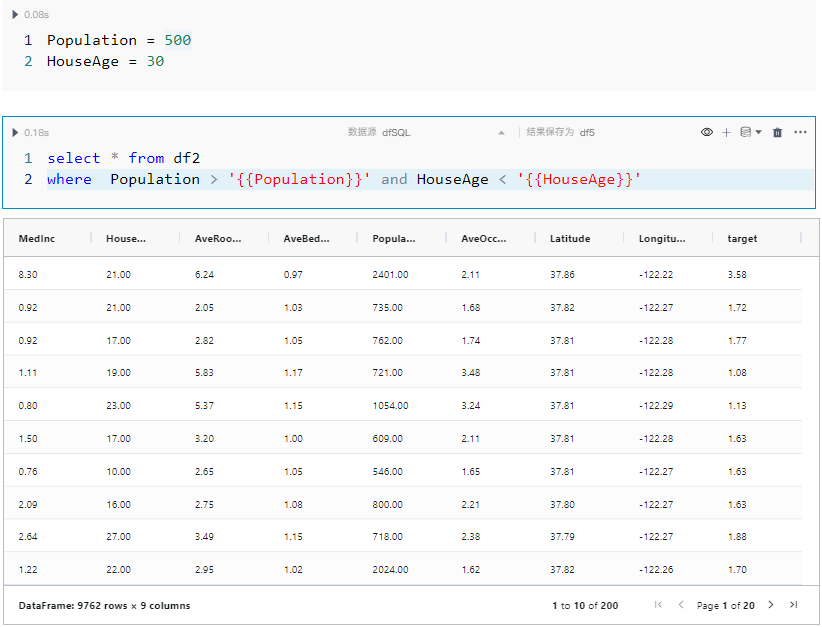 0.08s
1 Population = 500
2 HouseAge = 30
0.18s 数据源 dfSQL 结果保存为 df5
1 select * from df2
2 where Population > '{{Population}}' and HouseAge < '{{HouseAge}}'
MedInc House... AveRoo... AveBed... Popula... AveOcc... Latitude Longitu... target
8.30 21.00 6.24 0.97 2401.00 2.11 37.86 -122.22 3.58
0.92 21.00 2.05 1.03 735.00 1.68 37.82 -122.27 1.72
0.92 17.00 2.82 1.05 762.00 1.74 37.81 -122.28 1.77
1.11 19.00 5.83 1.17 721.00 3.48 37.81 -122.28 1.08
0.80 23.00 5.37 1.15 1054.00 3.24 37.81 -122.29 1.13
1.50 17.00 3.20 1.00 609.00 2.11 37.81 -122.28 1.63
0.76 10.00 2.65 1.05 546.00 1.65 37.81 -122.27 1.63
2.09 16.00 2.75 1.08 800.00 2.21 37.80 -122.27 1.63
2.64 27.00 3.49 1.15 718.00 2.38 37.79 -122.27 1.88
1.22 22.00 2.95 1.02 2024.00 1.62 37.82 -122.26 1.70
DataFrame: 9762 rows × 9 columns 1 to 10 of 200 Page 1 of 20